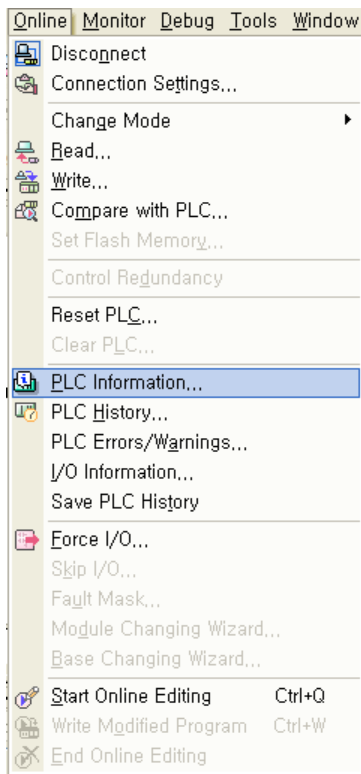 Online Monitor Debug Tools Window
Disconnect
Connection Settings...
Change Mode
Read...
Write...
Compare with PLC...
Set Flash Memory...
Control Redundancy
Reset PLC...
Clear PLC...
PLC Information...
PLC History...
PLC Errors/Warnings...
I/O Information...
Save PLC History
Force I/O...
Skip I/O...
Fault Mask...
Module Changing Wizard...
Base Changing Wizard...
Start Online Editing Ctrl+Q
Write Modified Program Ctrl+W
End Online Editing